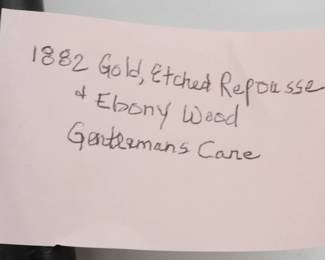 1882 Gold, Etched Repousse
& Ebony Wood
Gentlemans Cane